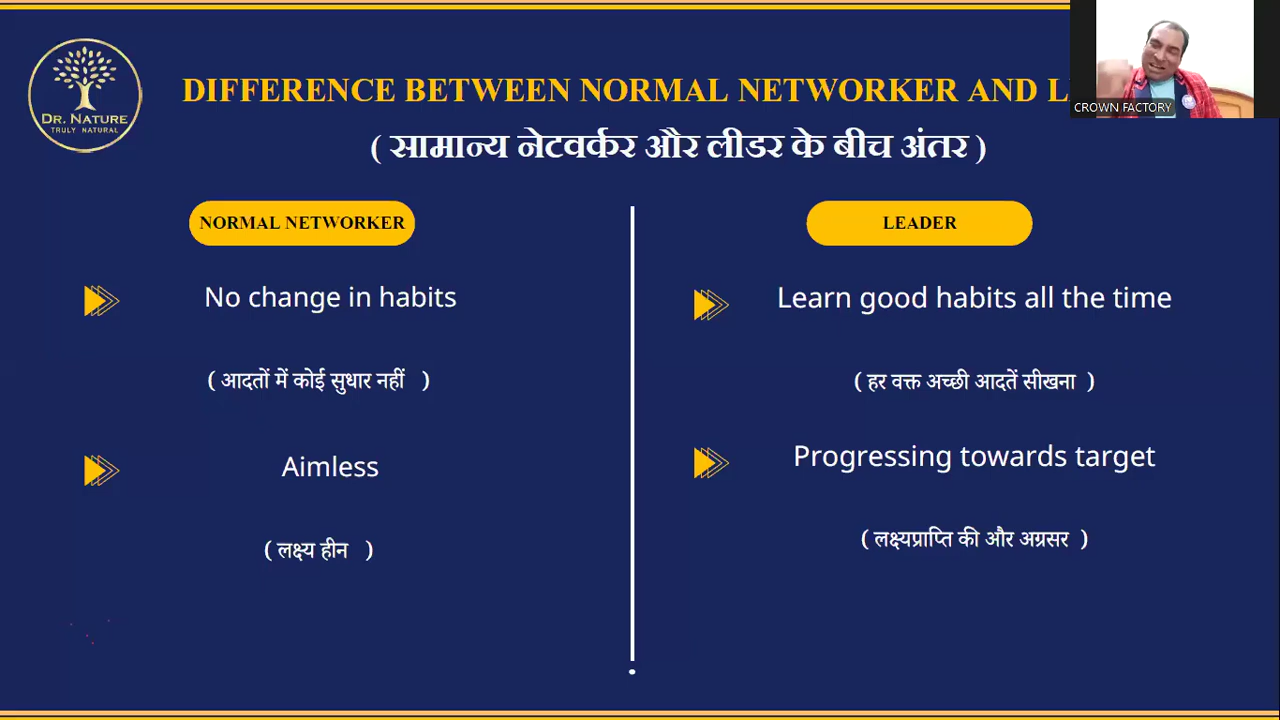 DR. NATURE
TRULY NATURAL
DIFFERENCE BETWEEN NORMAL NETWORKER AND
( सामान्य नेटवर्कर और लीडर के बीच अंतर )
CROWN FACTORY
NORMAL NETWORKER
No change in habits
( आदतों में कोई सुधार नहीं )
Aimless
( लक्ष्य हीन )
LEADER
Learn good habits all the time
( हर वक्त अच्छी आदतें सीखना )
Progressing towards target
( लक्ष्यप्राप्ति की और अग्रसर )